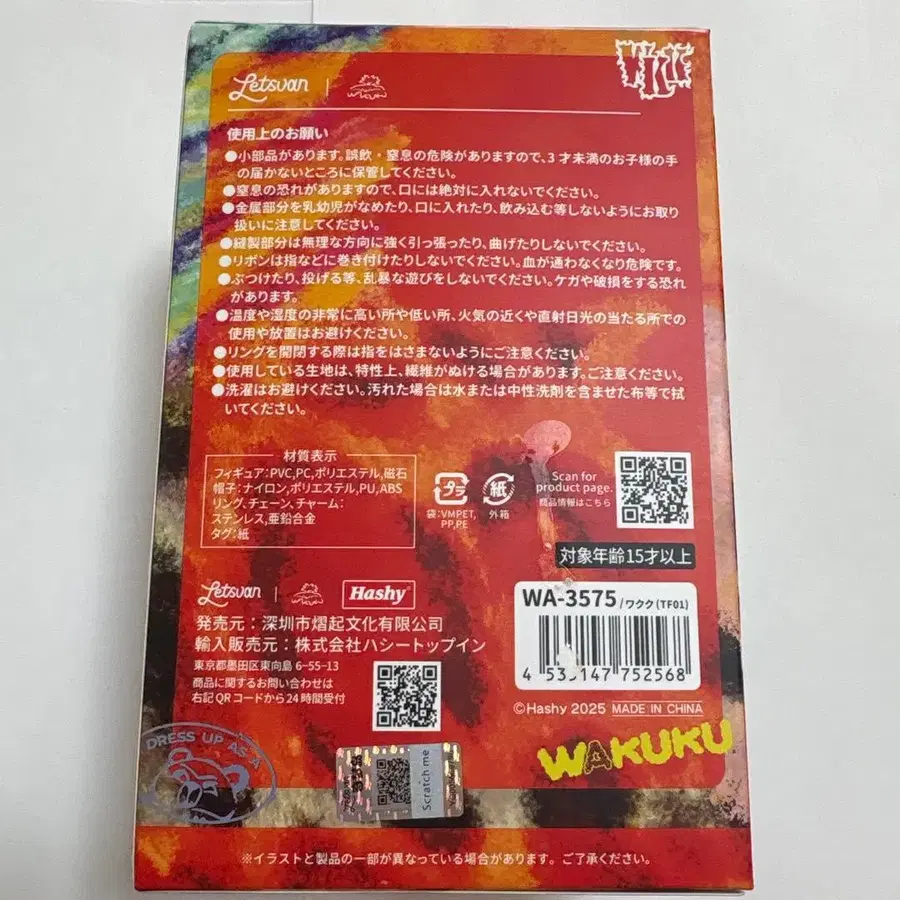 Letsvan
使用上のお願い
●小部品があります。誤飲・窒息の危険がありますので、3才未満のお子様の手
の届かないところに保管してください。
●窒息の恐れがありますので、口には絶対に入れないでください。
●金属部分を乳幼児がなめたり、口に入れたり、飲み込む等しないようにお取り
扱いに注意してください。
●縫製部分は無理な方向に強く引っ張ったり、曲げたりしないでください。
●リボンは指などに巻き付けたりしないでください。血が通わなくなり危険です。
●ぶつけたり、投げる等、乱暴な遊びをしないでください。ケガや破損をする恐れ
があります。
●温度や湿度の非常に高い所や低い所、火気の近くや直射日光の当たる所での
使用や放置はお避けください。
●リングを開閉する際は指をはさまないようにご注意ください。
●使用している生地は、特性上、繊維がぬける場合があります。ご注意ください。
●洗濯はお避けください。汚れた場合は水または中性洗剤を含ませた布等で拭
いてください。
材質表示
フィギュア:PVC,PC,ポリエステル,磁石
帽子:ナイロン,ポリエステル,PU,ABS
リング,チェーン,チャーム:
ステンレス,亜鉛合金
タグ:紙
プラ
袋:VMPET,
PP,PE
紙
外箱
Scan for
product page.
商品情報はこちら
対象年齢15才以上
Letsvan
Hashy
発売元:深圳市熠起文化有限公司
輸入販売元:株式会社ハシートップイン
東京都墨田区東向島 6-55-13
商品に関するお問い合わせは
右記QRコードから24時間受付
WA-3575/ワクク(TF01)
4 535147 752568
©Hashy 2025 MADE IN CHINA
WAKUKU
DRESS UP AS A
Scratch me
※イラストと製品の一部が異なっている場合があります。ご了承ください。